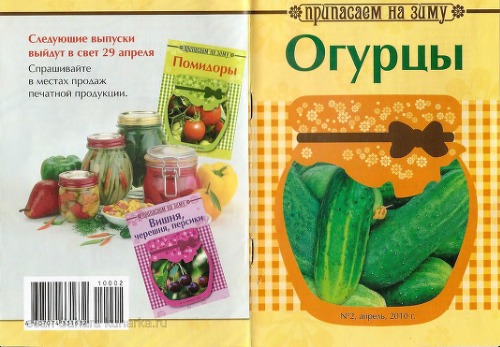 Следующие выпуски
выйдут в свет 29 апреля
Спрашивайте
в местах продаж
печатной продукции.
припасаем на зиму
Помидоры
припасаем на зиму
Вишня,
черешня, персики
10002
припасаем на зиму
Огурцы
№2, апрель, 2010 г.